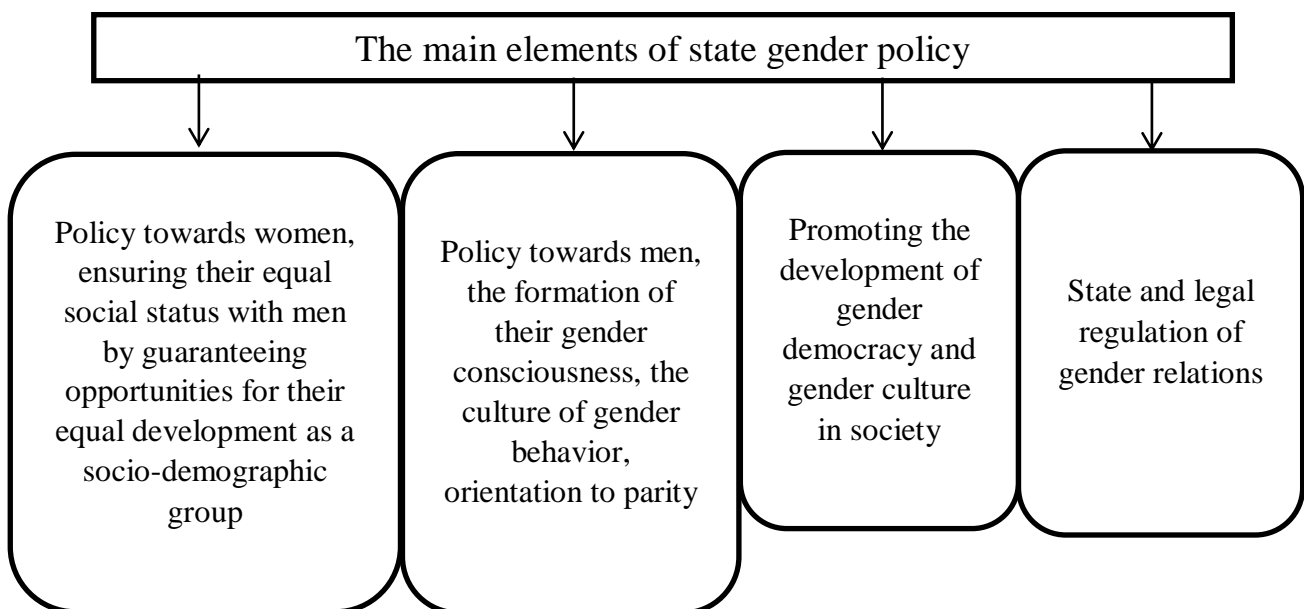 The main elements of state gender policy
Policy towards women,
ensuring their equal
social status with men
by guaranteeing
opportunities for their
equal development as a
socio-demographic
group
Policy towards men,
the formation of
their gender
consciousness, the
culture of gender
behavior,
orientation to parity
Promoting the
development of
gender
democracy and
gender culture
in society
State and legal
regulation of
gender relations